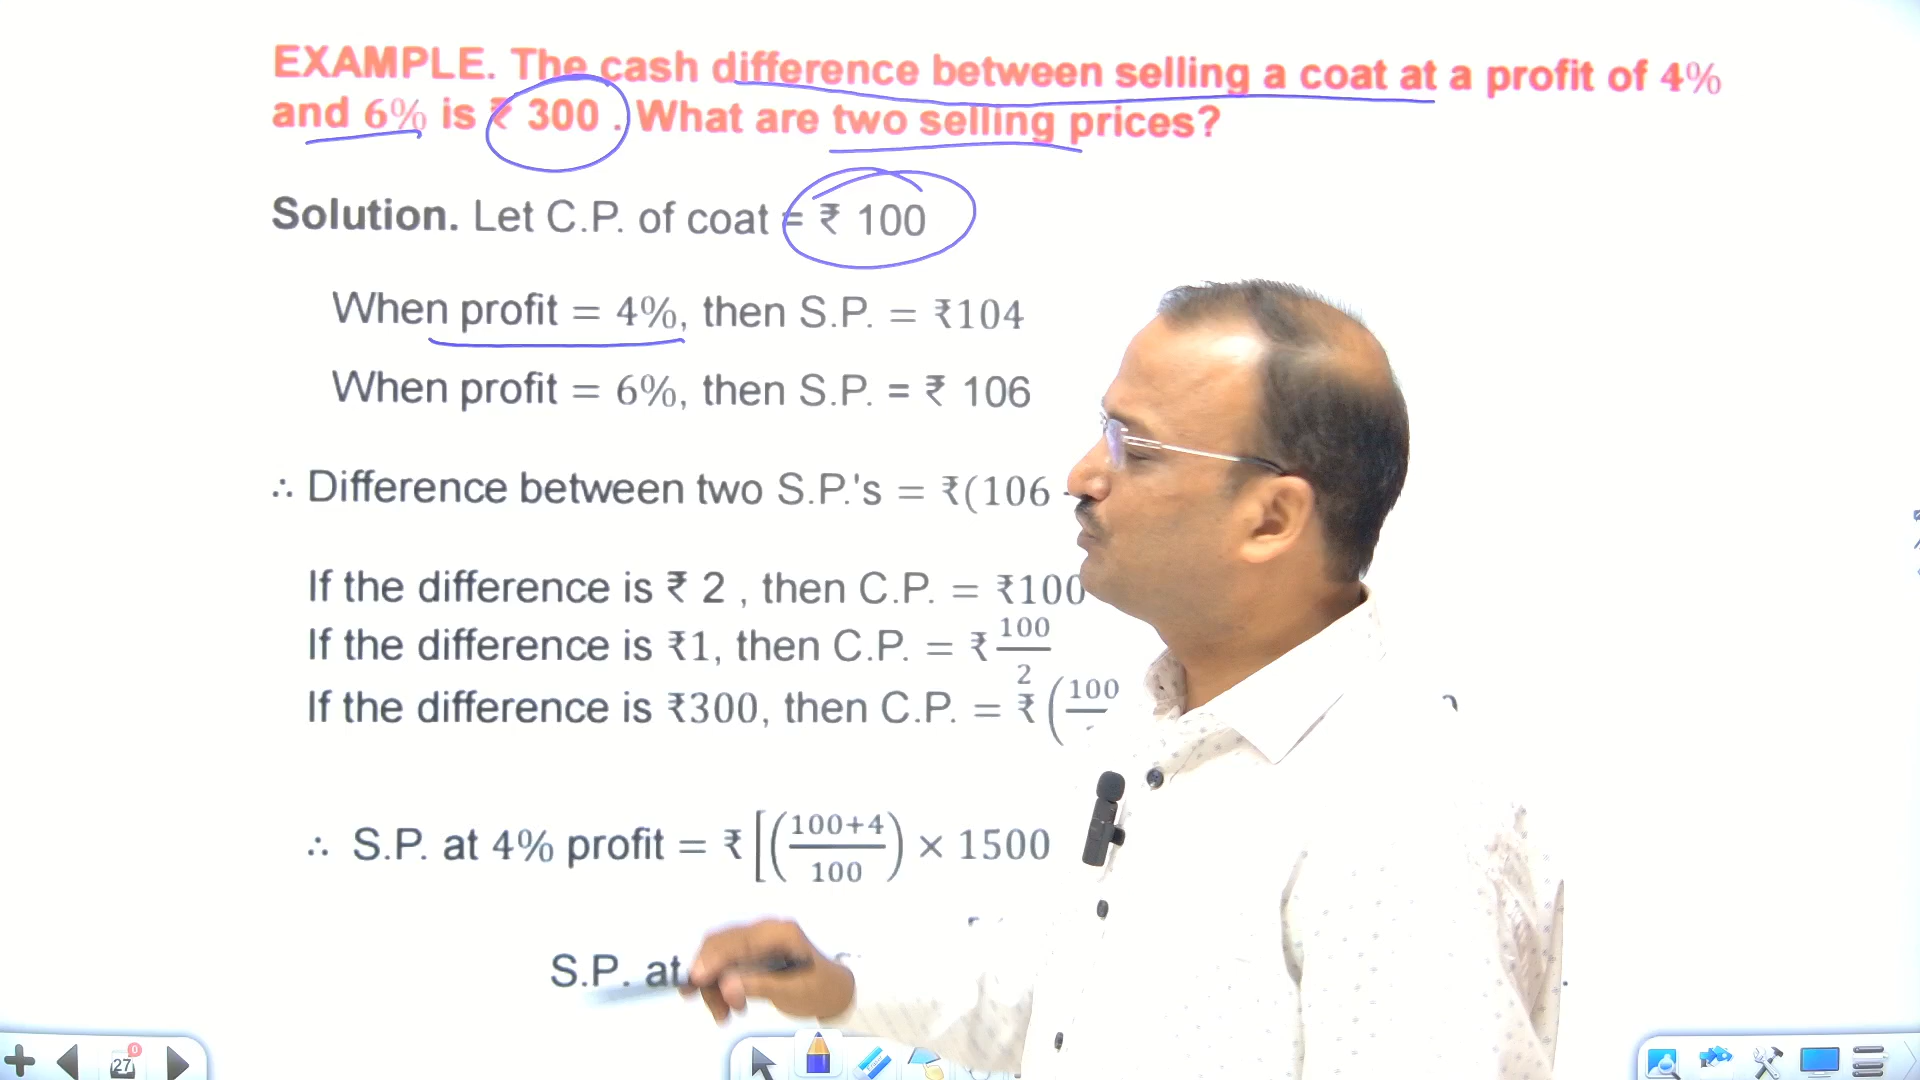 EXAMPLE. The cash difference between selling a coat at a profit of 4%
and 6% is ₹ 300 . What are two selling prices?
Solution. Let C.P. of coat = ₹ 100
When profit = 4%, then S.P. = ₹104
When profit = 6%, then S.P. = ₹ 106
∴ Difference between two S.P.'s = ₹(106
If the difference is ₹ 2 , then C.P. = ₹100
If the difference is ₹1, then C.P. = ₹ 100/2
If the difference is ₹300, then C.P. = ₹ (100
∴ S.P. at 4% profit = ₹ [(100+4/100) × 1500
S.P. at
27
0